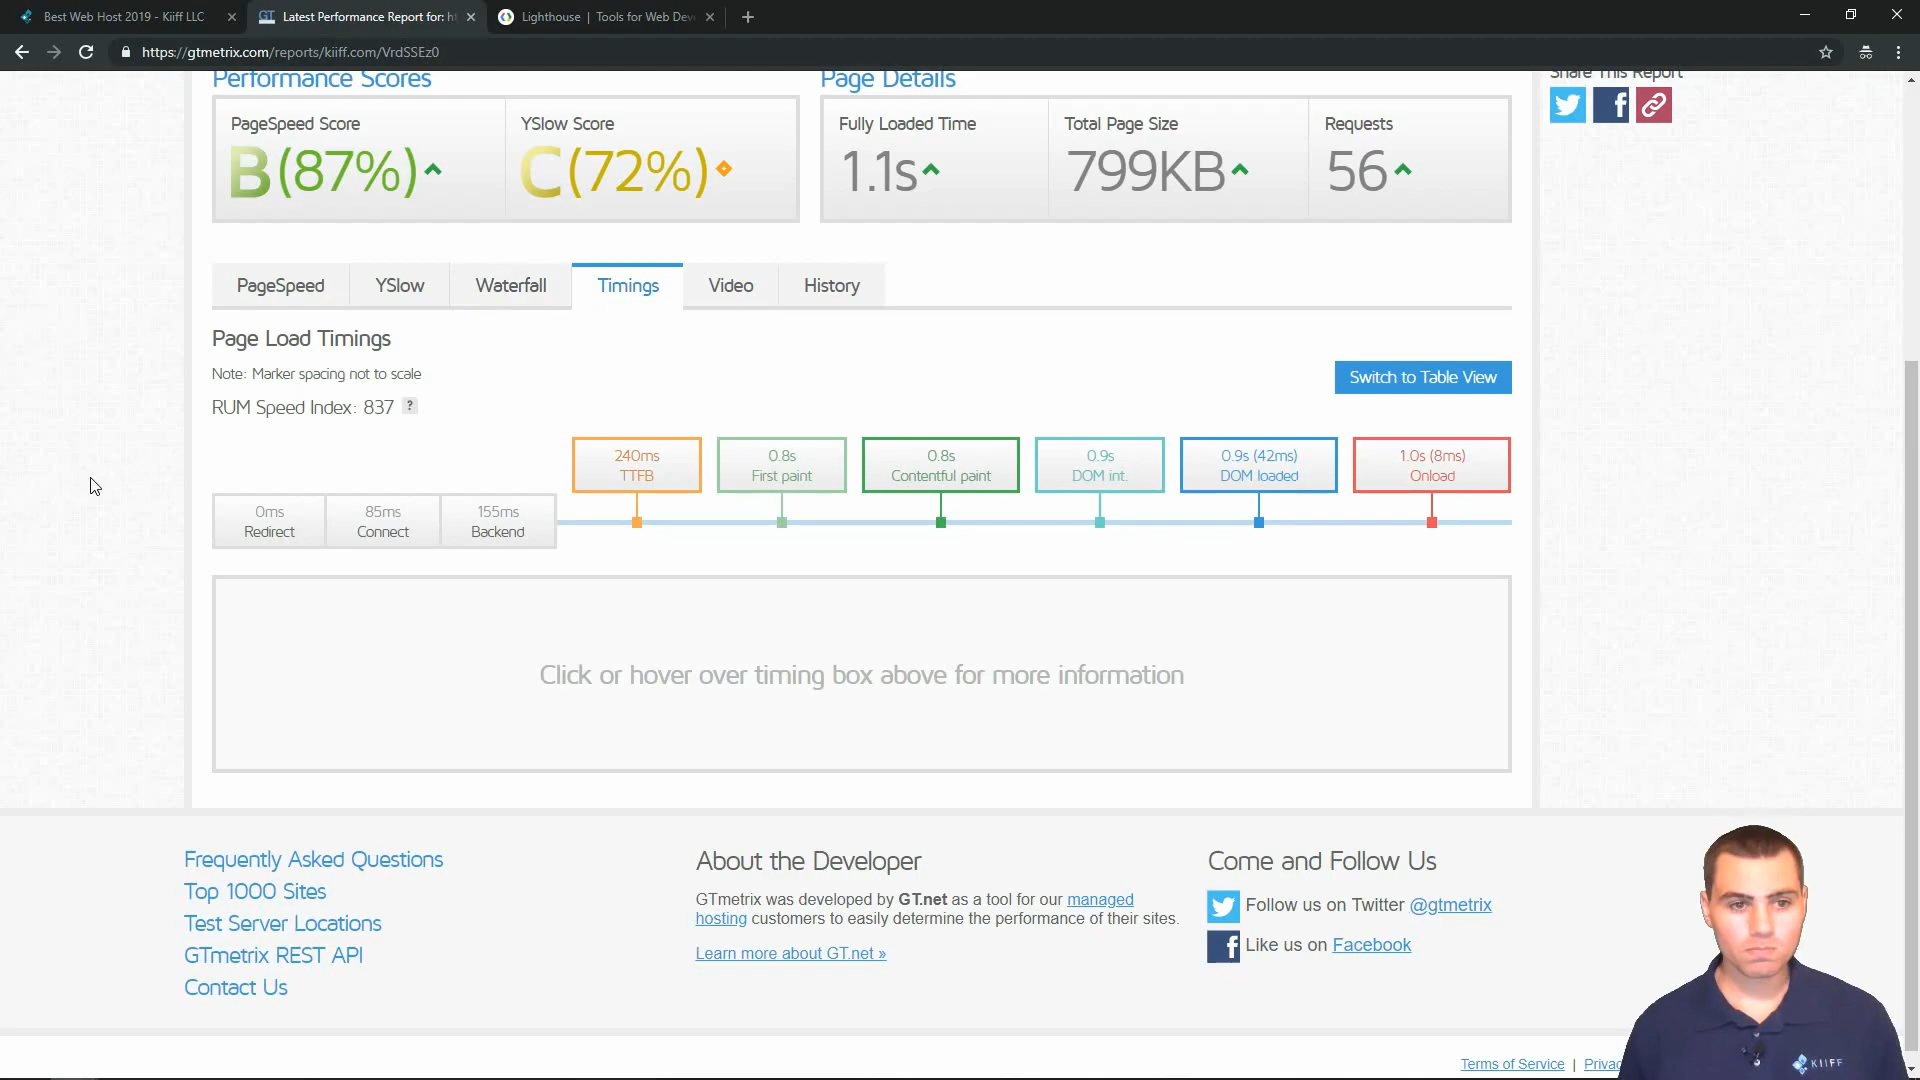 Best Web Host 2019 - Kiiff LLC
GT Latest Performance Report for: ht
Lighthouse | Tools for Web Dev
https://gtmetrix.com/reports/kiiff.com/VrdSSEz0
Performance Scores
Page Details
Share This Report
PageSpeed Score
YSlow Score
Fully Loaded Time
Total Page Size
Requests
B(87%)
C(72%)
1.1s
799KB
56
PageSpeed
YSlow
Waterfall
Timings
Video
History
Page Load Timings
Note: Marker spacing not to scale
Switch to Table View
RUM Speed Index: 837 ?
240ms
TTFB
0.8s
First paint
0.8s
Contentful paint
0.9s
DOM int.
0.9s (42ms)
DOM loaded
1.0s (8ms)
Onload
0ms
Redirect
85ms
Connect
155ms
Backend
Click or hover over timing box above for more information
Frequently Asked Questions
Top 1000 Sites
Test Server Locations
GTmetrix REST API
Contact Us
About the Developer
GTmetrix was developed by GT.net as a tool for our managed
hosting customers to easily determine the performance of their sites.
Learn more about GT.net »
Come and Follow Us
Follow us on Twitter @gtmetrix
Like us on Facebook
Terms of Service | Privac
KIIFF